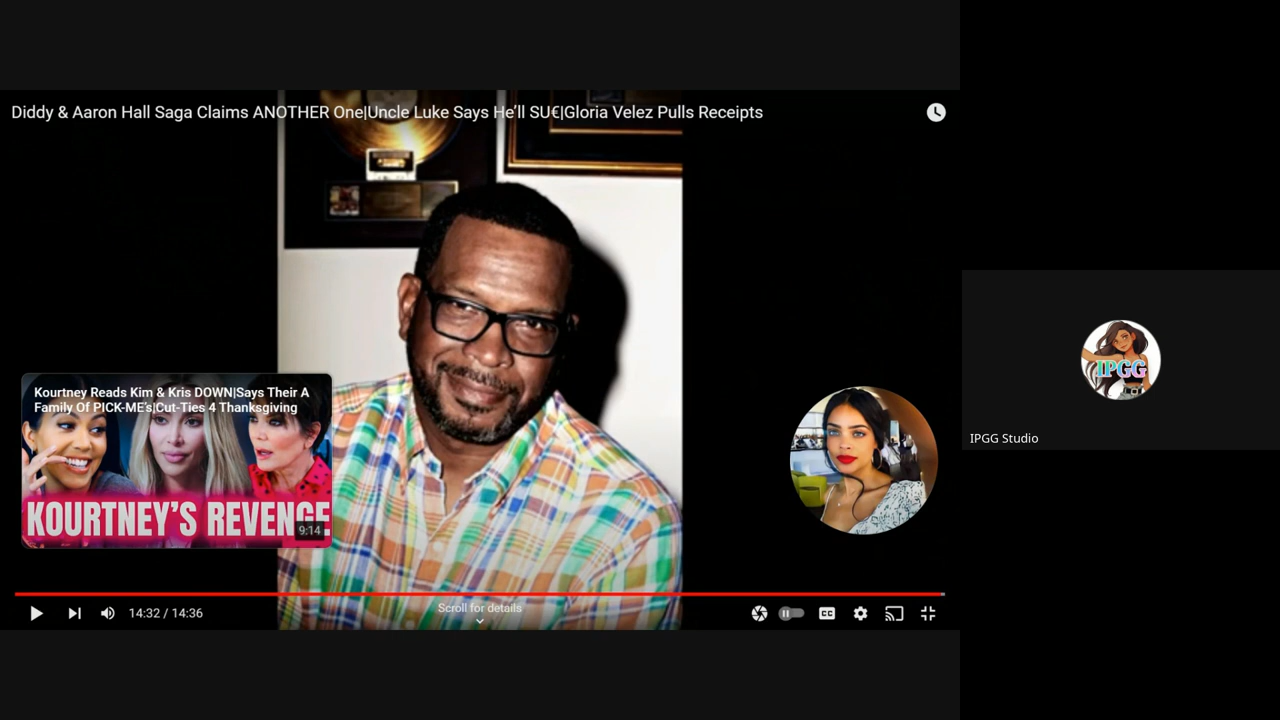 Diddy & Aaron Hall Saga Claims ANOTHER One|Uncle Luke Says He'll SU€|Gloria Velez Pulls Receipts
Kourtney Reads Kim & Kris DOWN|Says Their A
Family Of PICK-ME's|Cut-Ties 4 Thanksgiving
KOURTNEY'S REVENGE
9:14
IPGG
IPGG Studio
14:32 / 14:36
Scroll for details
CC